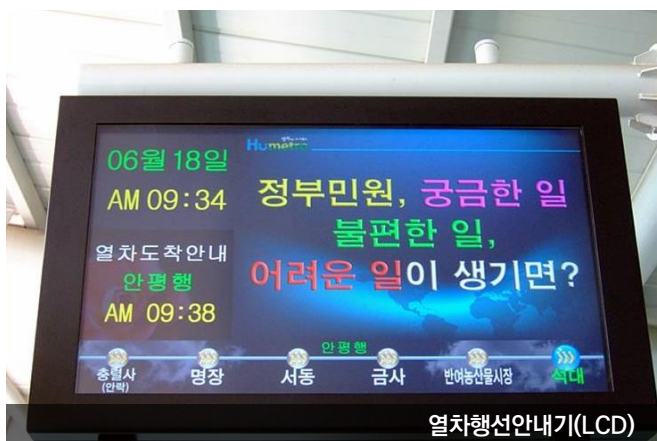 Humetro
06월 18일
AM 09:34
정부민원, 궁금한 일
불편한 일,
어려운 일이 생기면?
열차도착안내
안평행
AM 09:38
안평행
충렬사
(안락)
명장
서동
금사
반여농산물시장
석대
열차행선안내기(LCD)